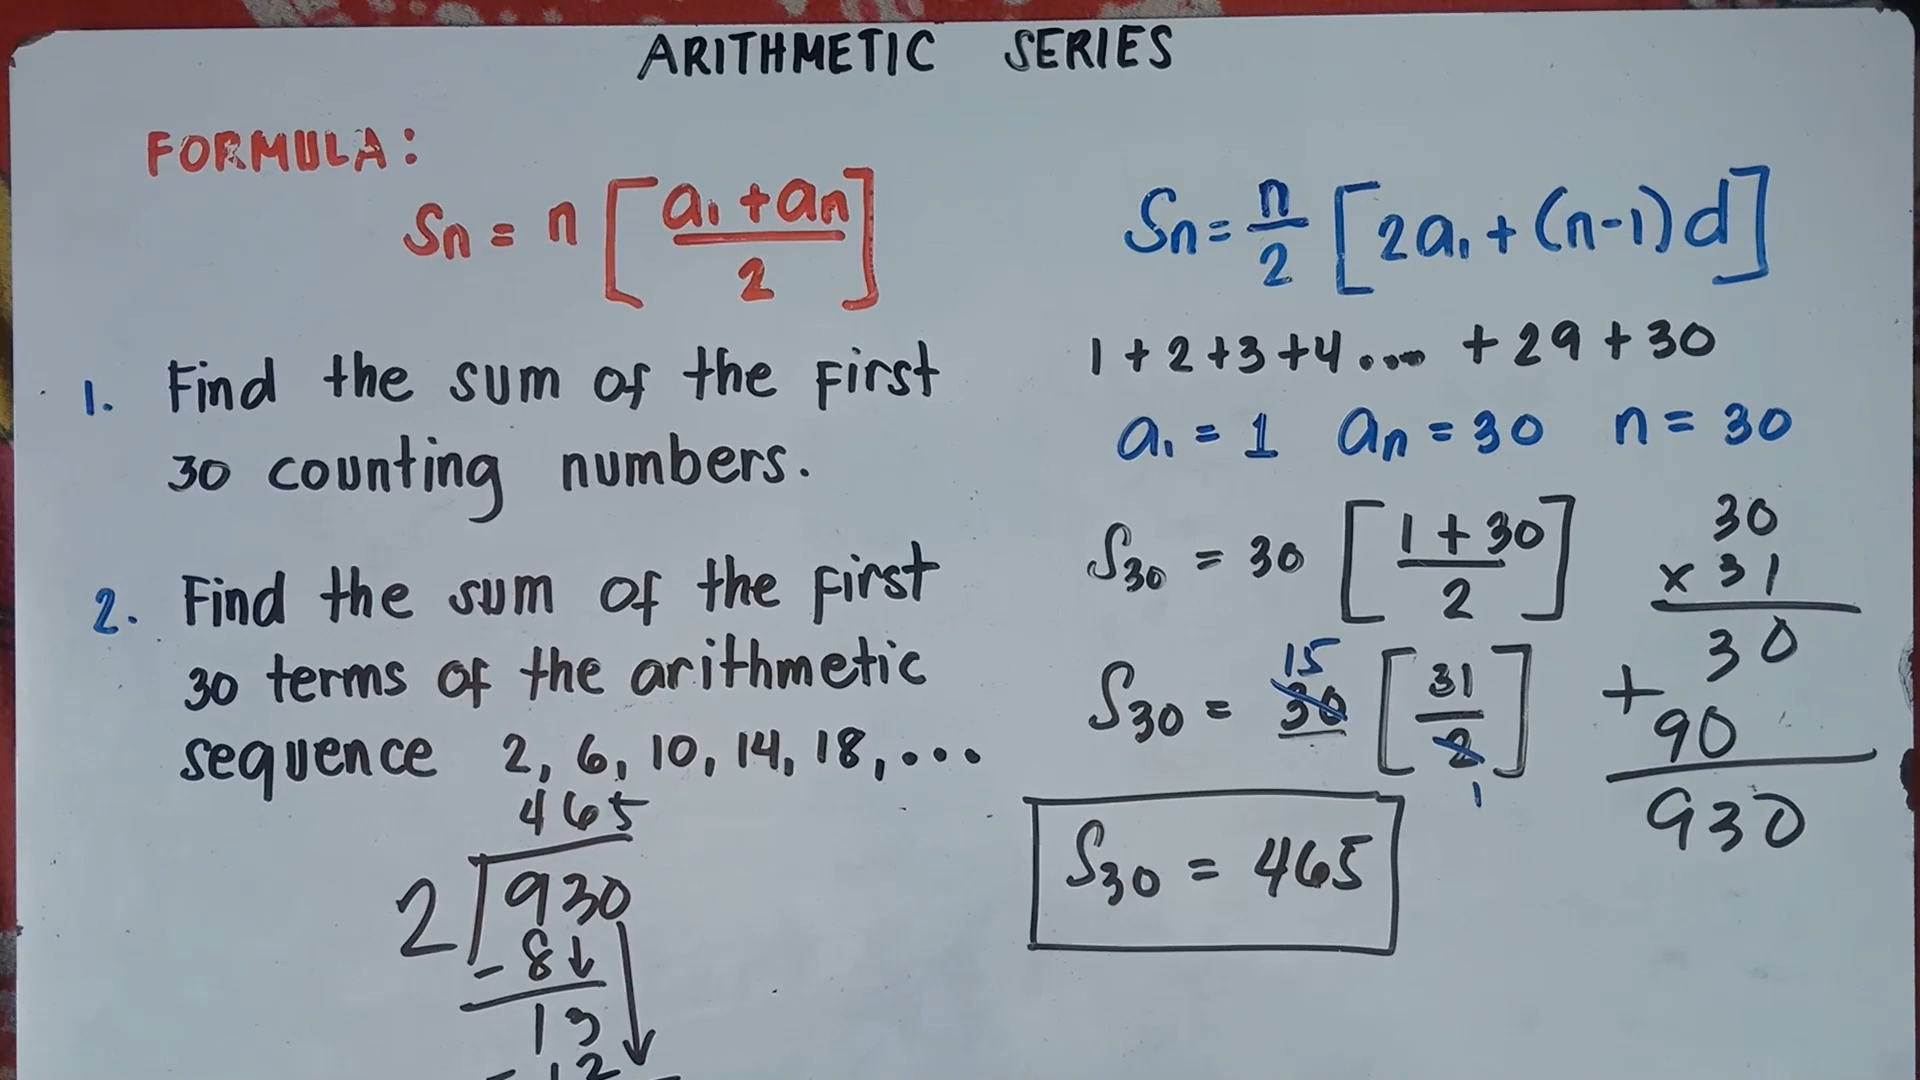 ARITHMETIC SERIES
FORMULA:
Sn = n [a₁ + an / 2]
Sn = n/2 [2a₁ + (n-1)d]
1. Find the sum of the first
30 counting numbers.
2. Find the sum of the first
30 terms of the arithmetic
sequence 2, 6, 10, 14, 18, ...
465
2 930
- 8↓
13
- 12
1 + 2 + 3 + 4 .... + 29 + 30
a₁ = 1 an = 30 n = 30
S₃₀ = 30 [1 + 30 / 2]
15
S₃₀ = 30 [31 / 2]
1
S₃₀ = 465
30
x 31
30
+ 90
930